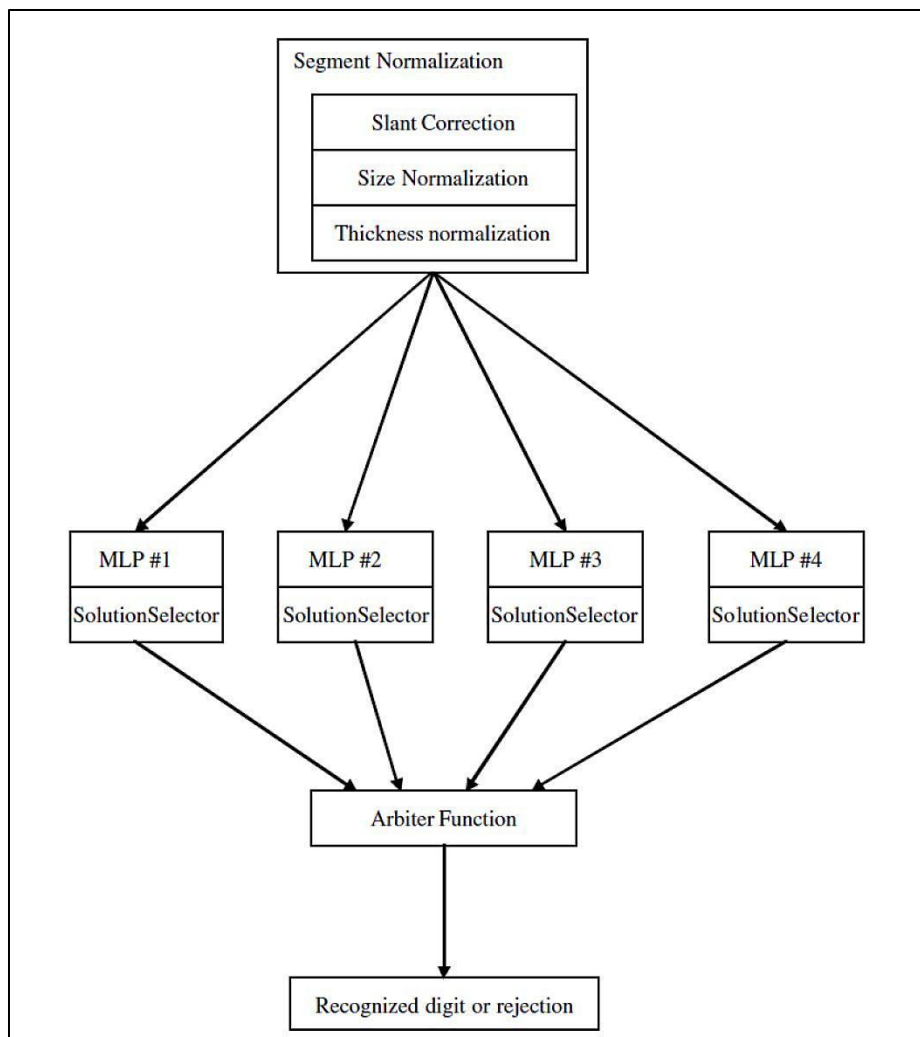 Segment Normalization
Slant Correction
Size Normalization
Thickness normalization
MLP #1
MLP #2
MLP #3
MLP #4
SolutionSelector
SolutionSelector
SolutionSelector
SolutionSelector
Arbiter Function
Recognized digit or rejection